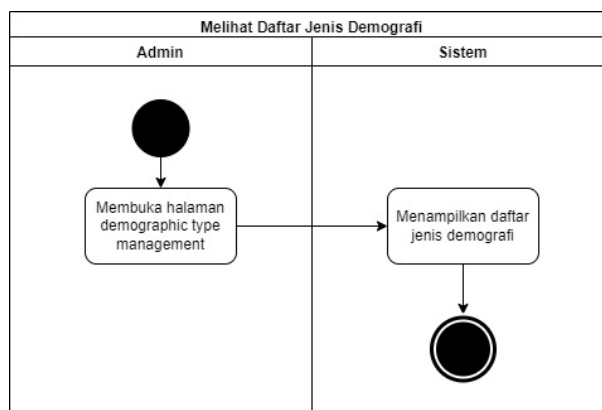 Melihat Daftar Jenis Demografi
Admin
Sistem
Membuka halaman
demographic type
management
Menampilkan daftar
jenis demografi